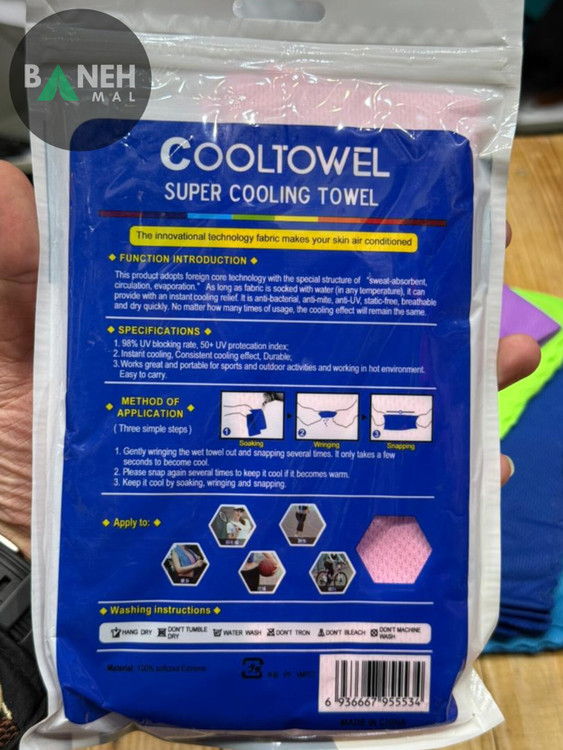 BANEH
MALL
COOLTOWEL
SUPER COOLING TOWEL
The innovational technology fabric makes your skin air conditioned
FUNCTION INTRODUCTION
This product adopts foreign core technology with the special structure of "sweat-absorbent,
circulation, evaporation." As long as fabric is socked with water (in any temperature), it can
provide with an instant cooling relief. It is anti-bacterial, anti-mite, anti-UV, static-free, breathable
and dry quickly. No matter how many times of usage, the cooling effect will remain the same.
SPECIFICATIONS
1. 98% UV blocking rate, 50+ UV protecation index;
2. Instant cooling, Consistent cooling effect, Durable;
3. Works great and portable for sports and outdoor activities and working in hot environment.
Easy to carry.
METHOD OF
APPLICATION
( Three simple steps )
1 2 3
Soaking Wringing Snapping
1. Gently wringing the wet towel out and snapping several times. It only takes a few
seconds to become cool.
2. Please snap again several times to keep it cool if it becomes warm.
3. Keep it cool by soaking, wringing and snapping.
Apply to:
Washing instructions
HANG DRY DON'T TUMBLE DRY WATER WASH DON'T TRON DON'T BLEACH DON'T MACHINE WASH
Material: 100%
6 936667 955534
MADE IN CHINA